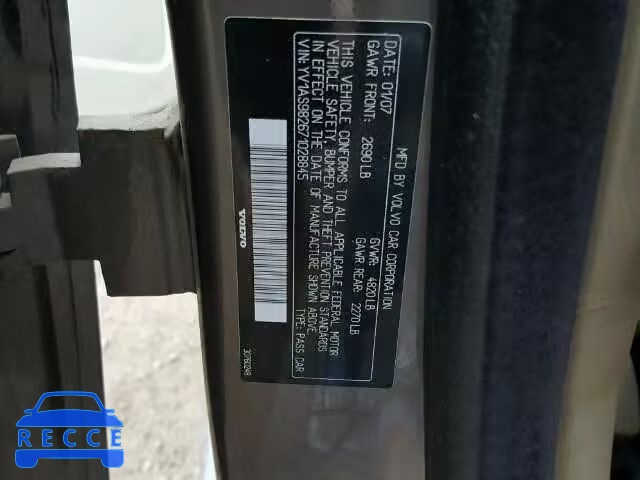 MFD BY VOLVO CAR CORPORATION
DATE: 01/07 GVWR: 4820 LB
GAWR FRONT: 2690 LB GAWR REAR: 2270 LB
THIS VEHICLE CONFORMS TO ALL APPLICABLE FEDERAL MOTOR
VEHICLE SAFETY, BUMPER AND THEFT PREVENTION STANDARDS
IN EFFECT ON THE DATE OF MANUFACTURE SHOWN ABOVE.
VIN: YV1AS982671028945 TYPE: PASS CAR
VOLVO 30760248
RECCE